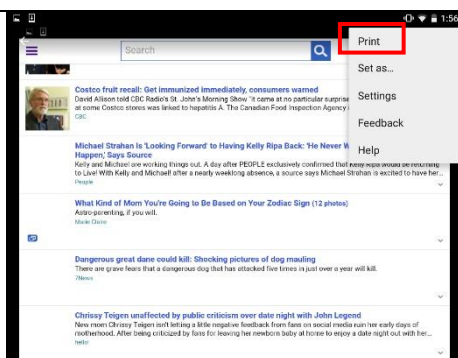 1:56
Search
Print
Set as...
Settings
Feedback
Help
Costco fruit recall: Get immunized immediately, consumers warned
David Allison told CBC Radio's St. John's Morning Show "it came at no particular surprise
at some Costco stores was linked to hepatitis A. The Canadian Food Inspection Agency
CBC
Michael Strahan is 'Looking Forward' to Having Kelly Ripa Back: 'He Never W
Happen,' Says Source
Kelly and Michael are working things out. A day after PEOPLE exclusively confirmed that Kelly Ripa would be returning
to Live! With Kelly and Michael! after a nearly weeklong absence, a source says Michael Strahan is excited to have her...
People
What Kind of Mom You're Going to Be Based on Your Zodiac Sign (12 photos)
Astro-parenting, if you will.
Marie Claire
Dangerous great dane could kill: Shocking pictures of dog mauling
There are grave fears that a dangerous dog that has attacked five times in just over a year will kill.
7News
Chrissy Teigen unaffected by public criticism over date night with John Legend
New mom Chrissy Teigen isn't letting a little negative feedback from fans on social media ruin her early days of
motherhood. After being criticized by fans for leaving her newborn baby at home to enjoy a date night out with her...
hello!